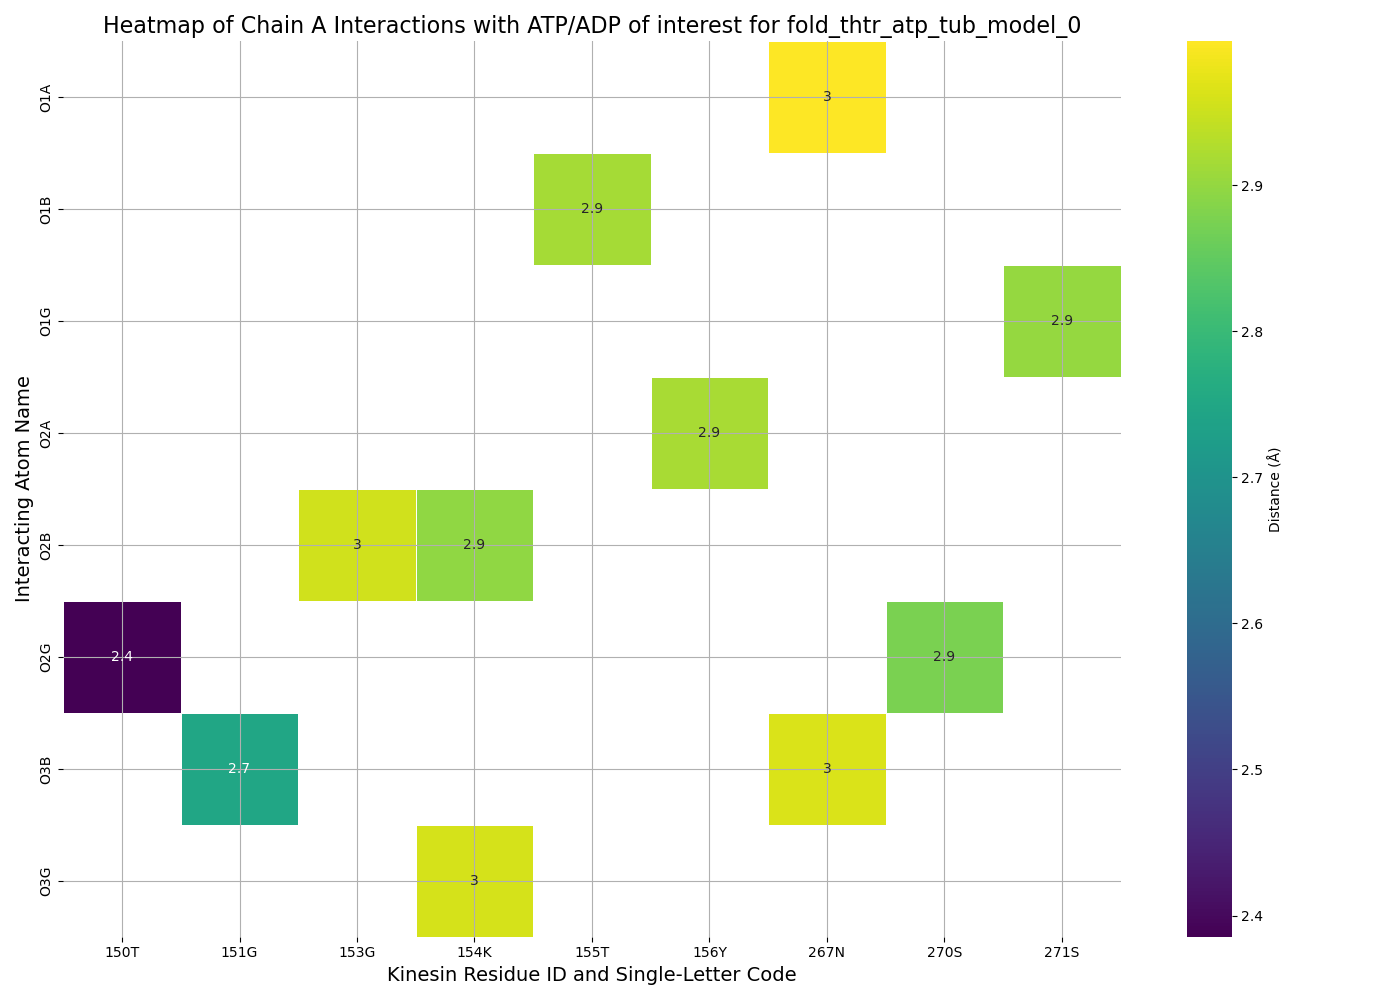 Heatmap of Chain A Interactions with ATP/ADP of interest for fold_thtr_atp_tub_model_0
Interacting Atom Name
O1A
O1B
O1G
O2A
O2B
O2G
O3B
O3G
3
2.9
2.9
2.9
3 2.9
2.4 2.9
2.7 3
3
150T 151G 153G 154K 155T 156Y 267N 270S 271S
Kinesin Residue ID and Single-Letter Code
2.9
2.8
2.7
2.6
2.5
2.4
Distance (Å)